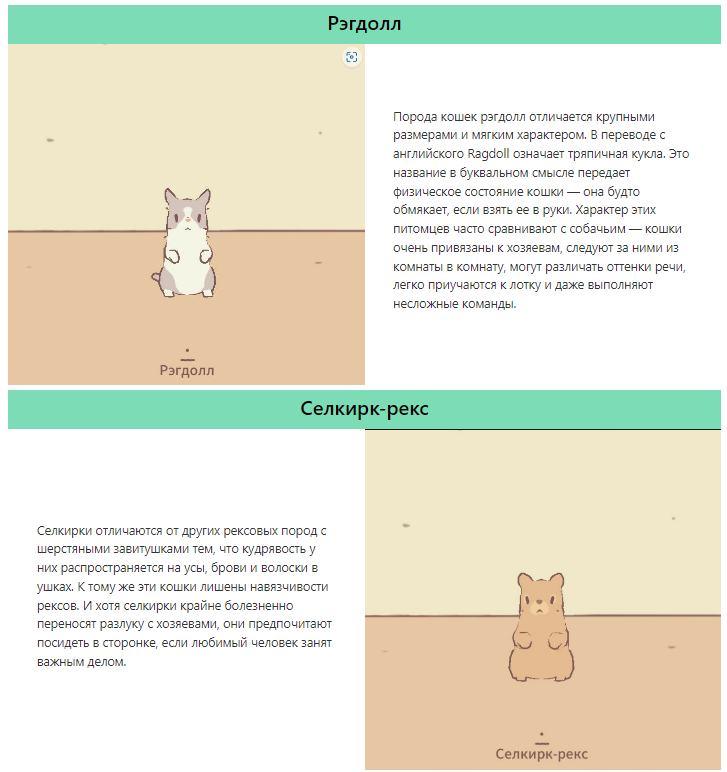 Рэгдолл
Порода кошек рэгдолл отличается крупными
размерами и мягким характером. В переводе с
английского Ragdoll означает тряпичная кукла. Это
название в буквальном смысле передает
физическое состояние кошки — она будто
обмякает, если взять ее в руки. Характер этих
питомцев часто сравнивают с собачьим — кошки
очень привязаны к хозяевам, следуют за ними из
комнаты в комнату, могут различать оттенки речи,
легко приучаются к лотку и даже выполняют
несложные команды.
Рэгдолл
Селкирк-рекс
Селкирки отличаются от других рексовых пород с
шерстяными завитушками тем, что кудрявость у
них распространяется на усы, брови и волоски в
ушках. К тому же эти кошки лишены навязчивости
рексов. И хотя селкирки крайне болезненно
переносят разлуку с хозяевами, они предпочитают
посидеть в сторонке, если любимый человек занят
важным делом.
Селкирк-рекс